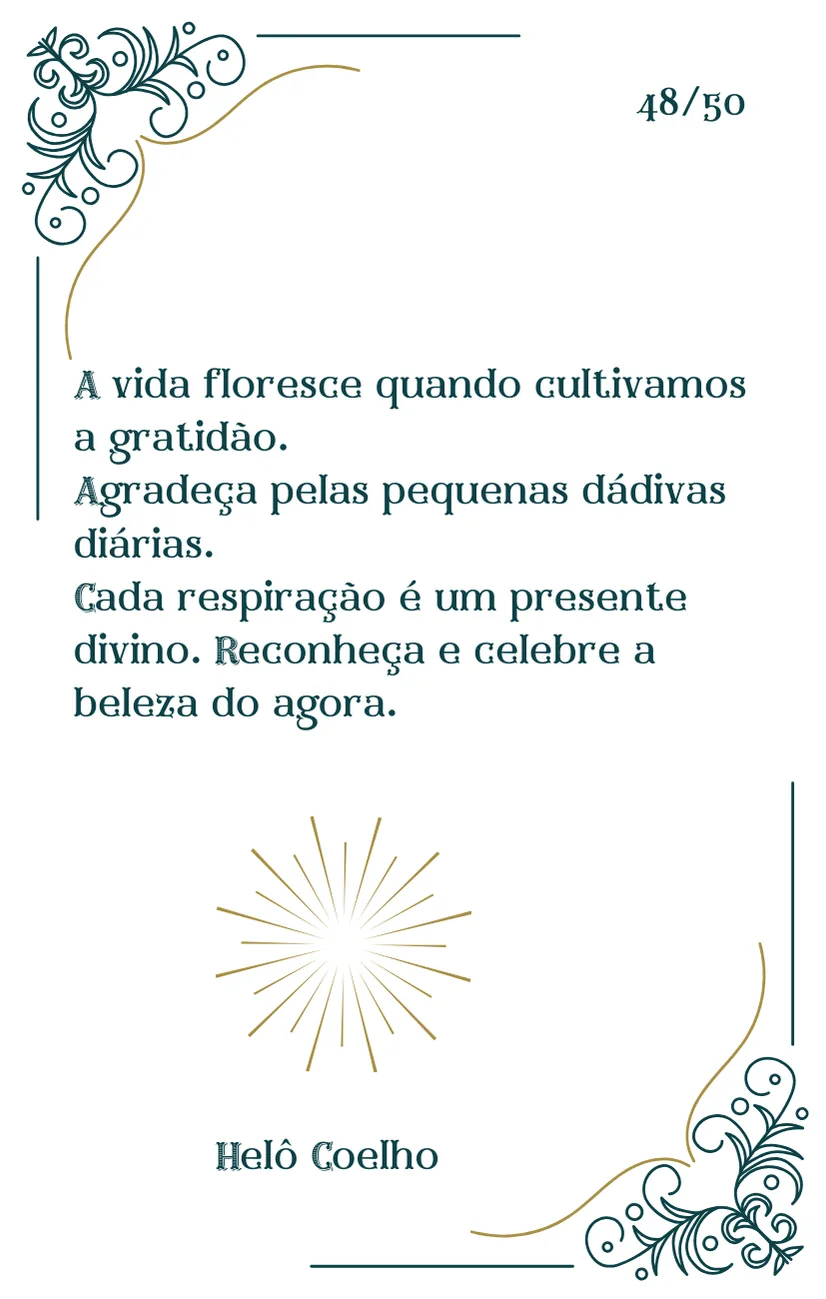 48/50
A vida floresce quando cultivamos
a gratidão.
Agradeça pelas pequenas dádivas
diárias.
Cada respiração é um presente
divino. Reconheça e celebre a
beleza do agora.
Helô Coelho